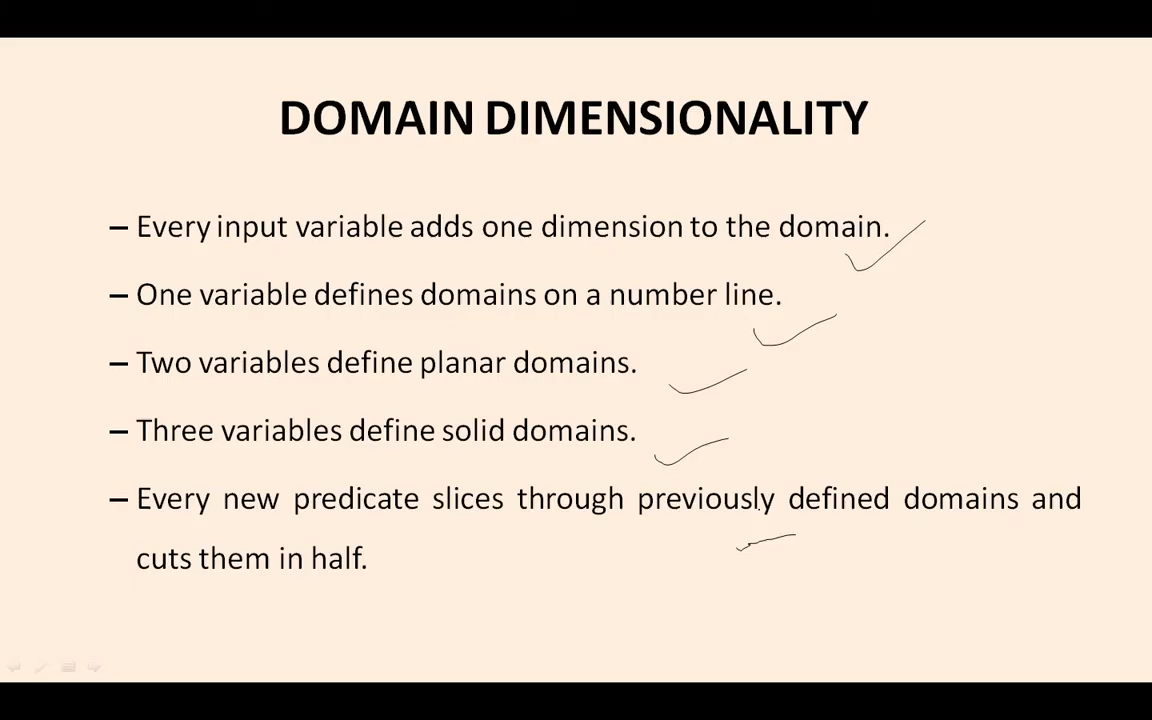 DOMAIN DIMENSIONALITY
– Every input variable adds one dimension to the domain.
– One variable defines domains on a number line.
– Two variables define planar domains.
– Three variables define solid domains.
– Every new predicate slices through previously defined domains and
cuts them in half.